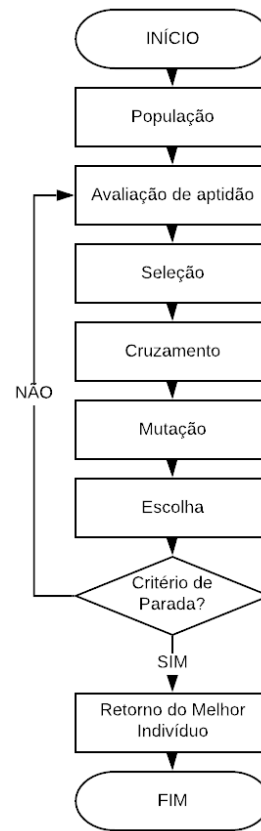 INÍCIO
População
Avaliação de aptidão
Seleção
Cruzamento
NÃO
Mutação
Escolha
Critério de
Parada?
SIM
Retorno do Melhor
Indivíduo
FIM